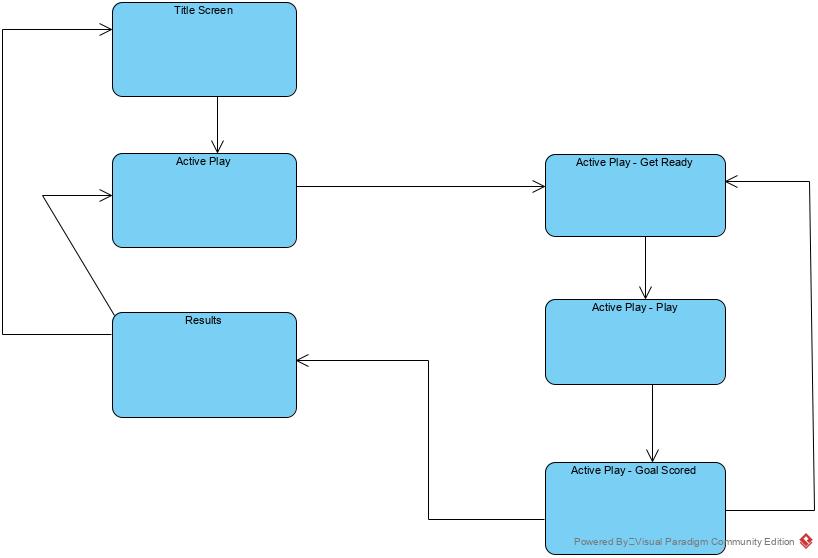 Title Screen
Active Play
Active Play - Get Ready
Active Play - Play
Results
Active Play - Goal Scored
Powered By Visual Paradigm Community Edition